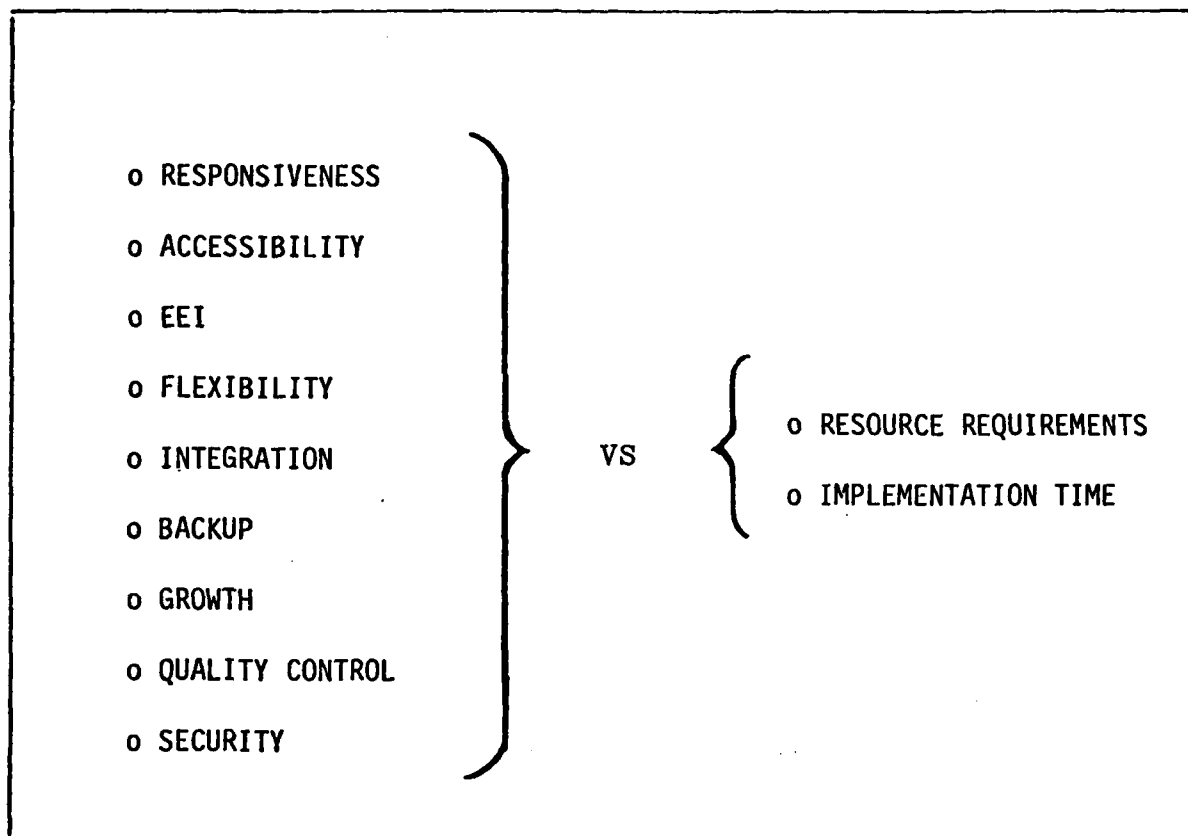 o RESPONSIVENESS
o ACCESSIBILITY
o EEI
o FLEXIBILITY
o INTEGRATION
o BACKUP
o GROWTH
o QUALITY CONTROL
o SECURITY
VS
o RESOURCE REQUIREMENTS
o IMPLEMENTATION TIME